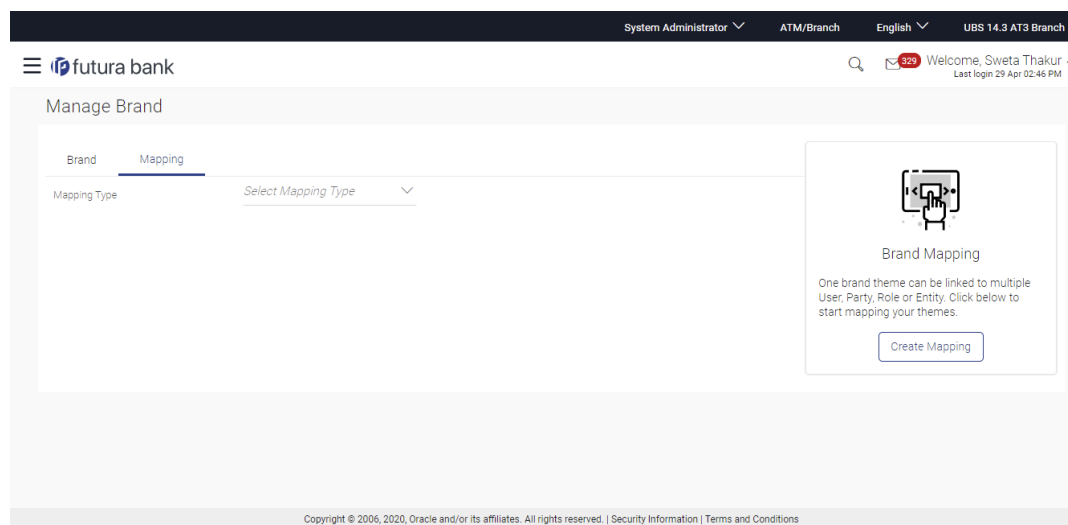 System Administrator ATM/Branch English UBS 14.3 AT3 Branch
futura bank
329
Welcome, Sweta Thakur
Last login 29 Apr 02:46 PM
Manage Brand
Brand Mapping
Mapping Type Select Mapping Type
Brand Mapping
One brand theme can be linked to multiple
User, Party, Role or Entity. Click below to
start mapping your themes.
Create Mapping
Copyright © 2006, 2020, Oracle and/or its affiliates. All rights reserved. | Security Information | Terms and Conditions